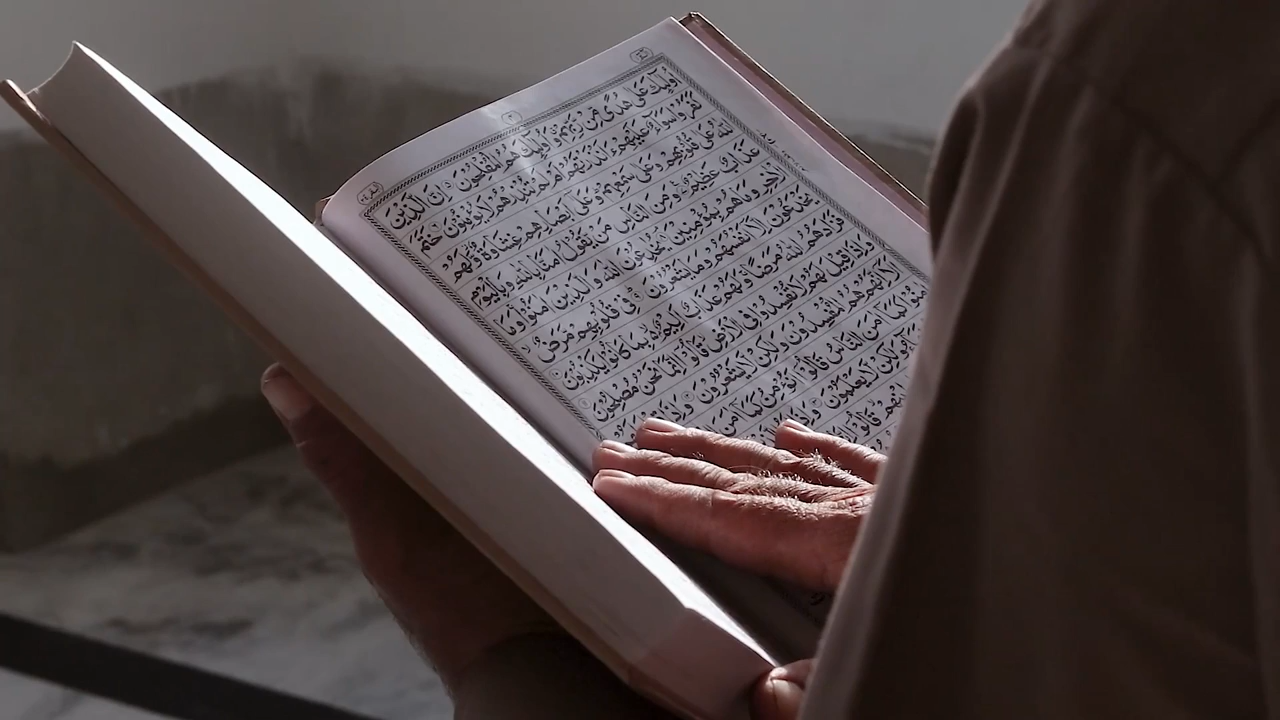 أُولَٰئِكَ عَلَىٰ هُدًى مِّنْ رَّبِّهِمْ وَأُولَٰئِكَ هُمُ الْمُفْلِحُونَ إِنَّ الَّذِينَ
كَفَرُوا سَوَاءٌ عَلَيْهِمْ ءَأَنْذَرْتَهُمْ أَمْ لَمْ تُنْذِرْهُمْ لَا يُؤْمِنُونَ خَتَمَ
اللَّهُ عَلَىٰ قُلُوبِهِمْ وَعَلَىٰ سَمْعِهِمْ وَعَلَىٰ أَبْصَارِهِمْ غِشَاوَةٌ وَلَهُمْ
عَذَابٌ عَظِيمٌ وَمِنَ النَّاسِ مَنْ يَقُولُ آمَنَّا بِاللَّهِ وَبِالْيَوْمِ
الْآخِرِ وَمَا هُمْ بِمُؤْمِنِينَ يُخَادِعُونَ اللَّهَ وَالَّذِينَ آمَنُوا وَمَا
يَخْدَعُونَ إِلَّا أَنْفُسَهُمْ وَمَا يَشْعُرُونَ فِي قُلُوبِهِمْ مَرَضٌ
فَزَادَهُمُ اللَّهُ مَرَضًا وَلَهُمْ عَذَابٌ أَلِيمٌ بِمَا كَانُوا يَكْذِبُونَ
وَإِذَا قِيلَ لَهُمْ لَا تُفْسِدُوا فِي الْأَرْضِ قَالُوا إِنَّمَا نَحْنُ مُصْلِحُونَ
إِنَّهُمْ هُمُ الْمُفْسِدُونَ وَلَٰكِنْ لَا يَشْعُرُونَ وَإِذَا
كَمَا آمَنَ النَّاسُ قَالُوا أَنُؤْمِنُ كَمَا آمَنَ
وَلَٰكِنْ لَا يَعْلَمُونَ وَإِذَا
قَالُوا